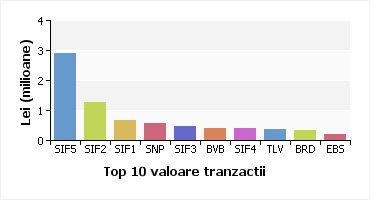 Lei (milioane)
4
3
2
1
0
SIF5 SIF2 SIF1 SNP SIF3 BVB SIF4 TLV BRD EBS
Top 10 valoare tranzactii